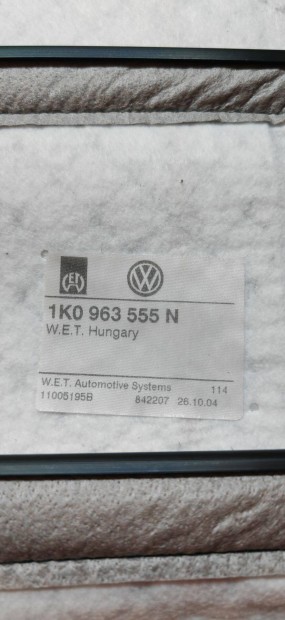 1K0 963 555 N
W.E.T. Hungary
W.E.T. Automotive Systems 114
11005195B 842207 26.10.04